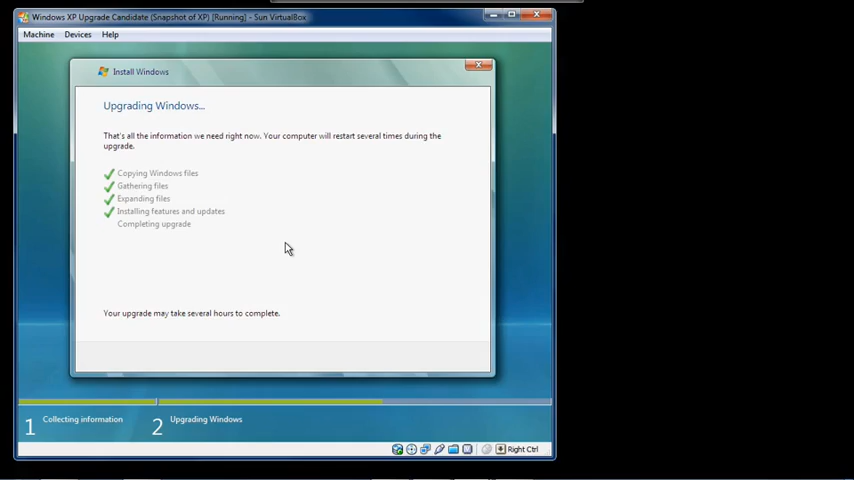 Windows XP Upgrade Candidate (Snapshot of XP) [Running] - Sun VirtualBox
Machine Devices Help
Install Windows
Upgrading Windows...
That's all the information we need right now. Your computer will restart several times during the
upgrade.
Copying Windows files
Gathering files
Expanding files
Installing features and updates
Completing upgrade
Your upgrade may take several hours to complete.
1 Collecting information 2 Upgrading Windows
Right Ctrl